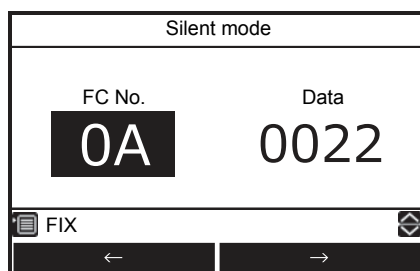 Silent mode
FC No. Data
0A 0022
FIX
← →